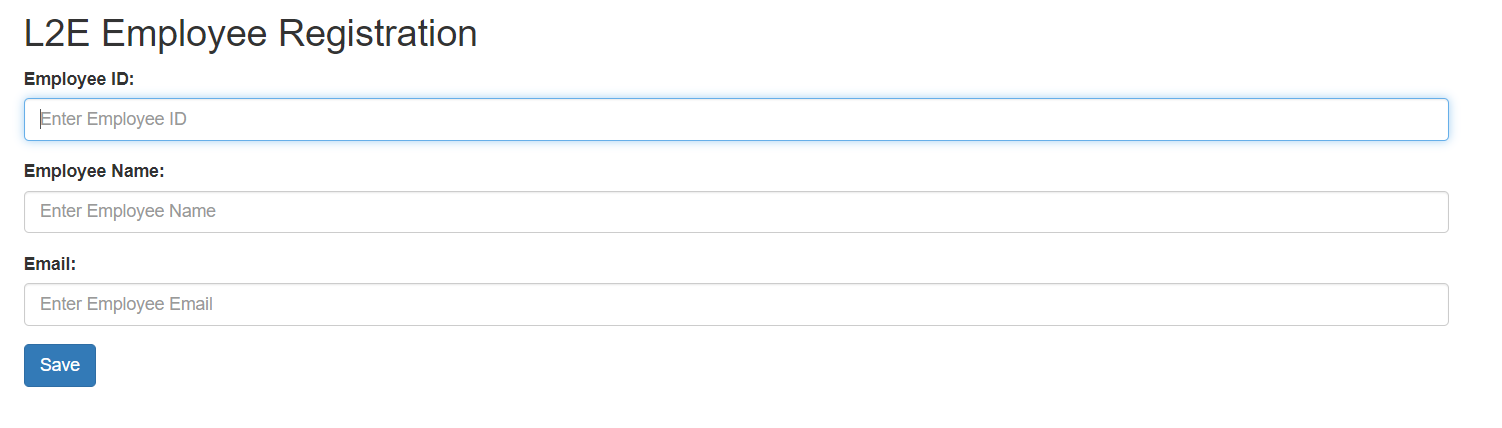 L2E Employee Registration
Employee ID:
Enter Employee ID
Employee Name:
Enter Employee Name
Email:
Enter Employee Email
Save